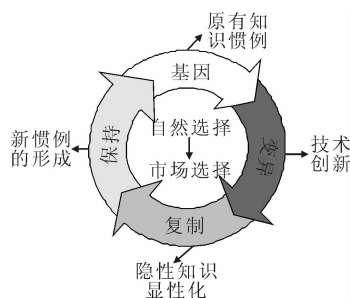 原有知
识惯例
基因
自然选择
市场选择
变异
技术
创新
新惯例
的形成
保持
复制
隐性知识
显性化